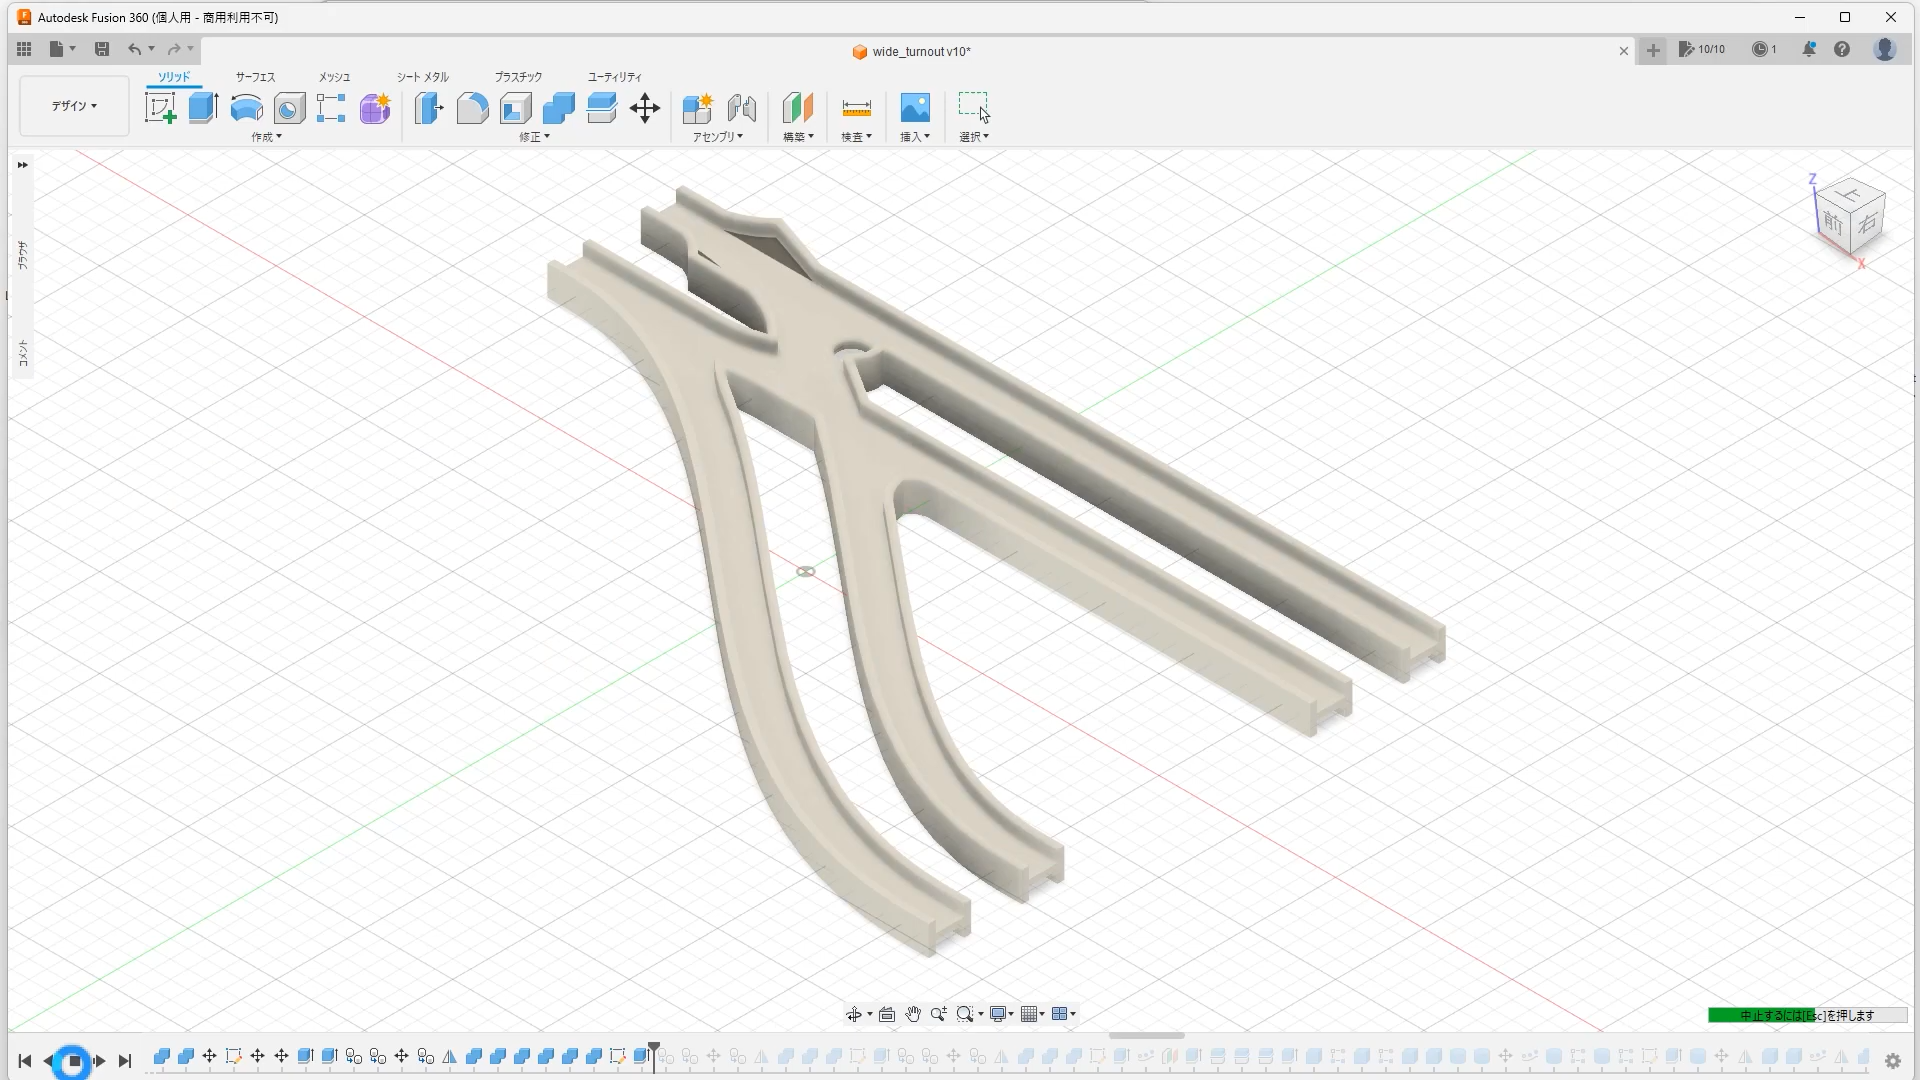 Autodesk Fusion 360 (個人用 - 商用利用不可)
wide_turnout v10*
10/10
1
デザイン
ソリッド
サーフェス
メッシュ
シート メタル
プラスチック
ユーティリティ
作成
修正
アセンブリ
構築
検査
挿入
選択
ブラウザ
コメント
Z
上
前
右
X
中止するには[Esc]を押します